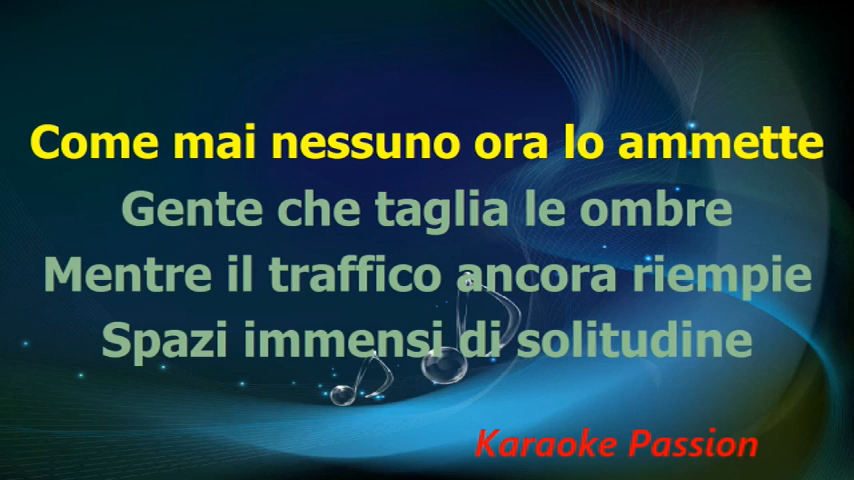 Come mai nessuno ora lo ammette
Gente che taglia le ombre
Mentre il traffico ancora riempie
Spazi immensi di solitudine
Karaoke Passion